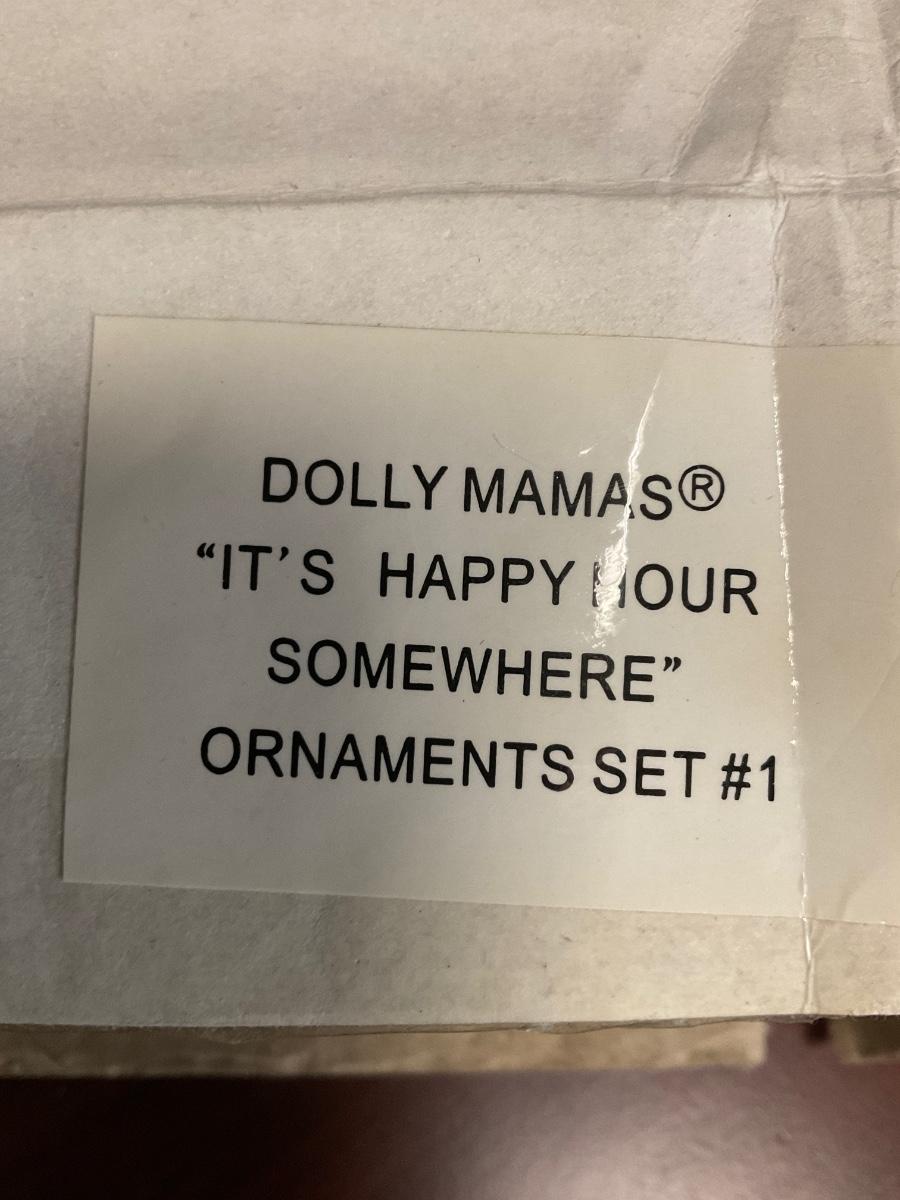 DOLLY MAMAS®
“IT’S HAPPY HOUR
SOMEWHERE”
ORNAMENTS SET #1